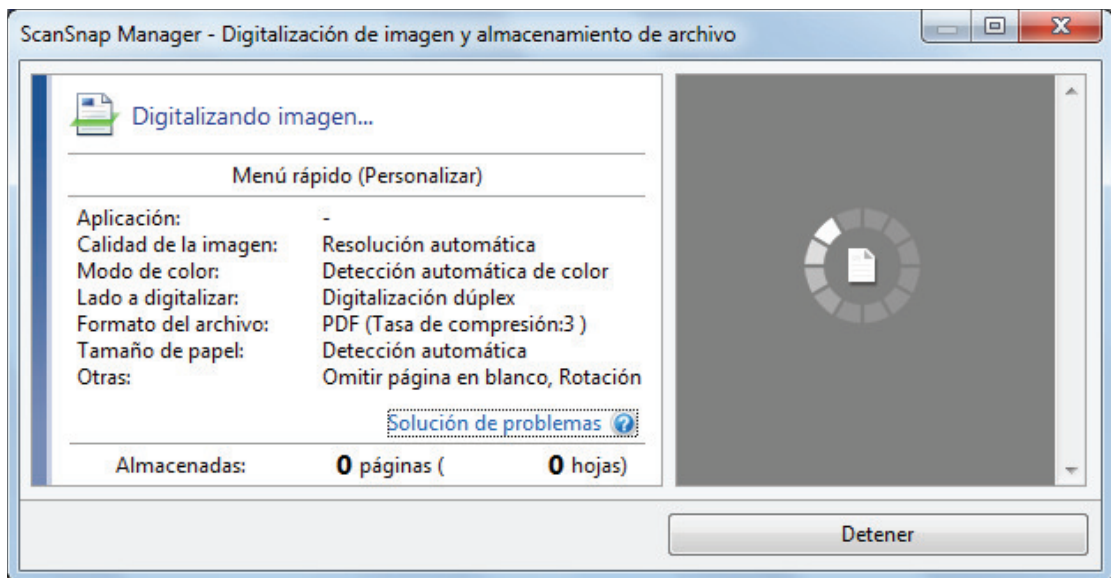 ScanSnap Manager - Digitalización de imagen y almacenamiento de archivo
Digitalizando imagen...
Menú rápido (Personalizar)
Aplicación: -
Calidad de la imagen: Resolución automática
Modo de color: Detección automática de color
Lado a digitalizar: Digitalización dúplex
Formato del archivo: PDF (Tasa de compresión:3 )
Tamaño de papel: Detección automática
Otras: Omitir página en blanco, Rotación
Solución de problemas ?
Almacenadas: 0 páginas ( 0 hojas)
Detener